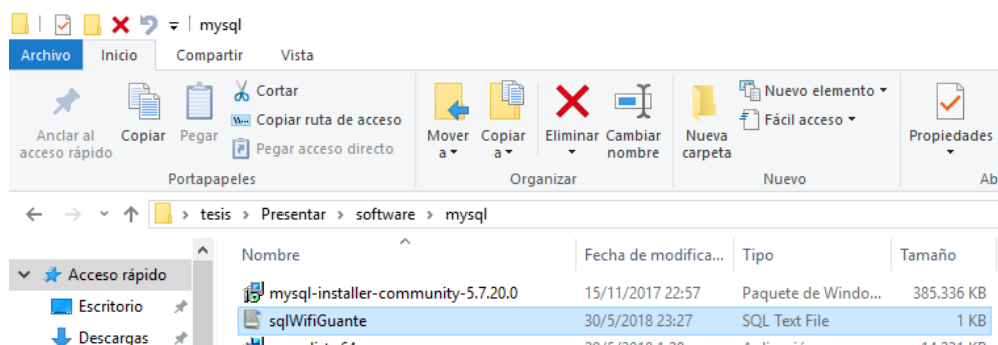 mysql
Archivo Inicio Compartir Vista
Anclar al acceso rápido
Copiar
Pegar
Cortar
Copiar ruta de acceso
Pegar acceso directo
Mover a
Copiar a
Eliminar
Cambiar nombre
Nueva carpeta
Nuevo elemento
Fácil acceso
Propiedades
Portapapeles Organizar Nuevo Ab
tesis > Presentar > software > mysql
Nombre Fecha de modifica... Tipo Tamaño
Acceso rápido
Escritorio
Descargas
mysql-installer-community-5.7.20.0 15/11/2017 22:57 Paquete de Windo... 385.336 KB
sqlWifiGuante 30/5/2018 23:27 SQL Text File 1 KB